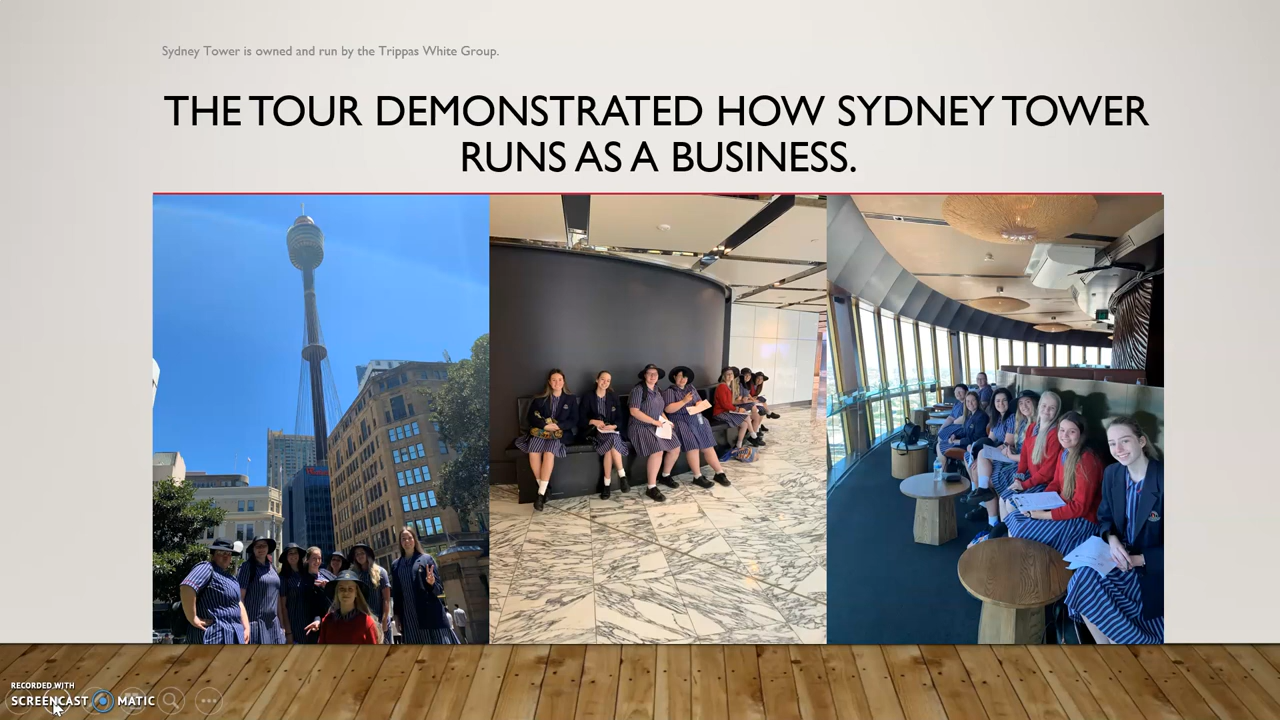 Sydney Tower is owned and run by the Trippas White Group.
THE TOUR DEMONSTRATED HOW SYDNEY TOWER
RUNS AS A BUSINESS.
RECORDED WITH
SCREENCAST MATIC